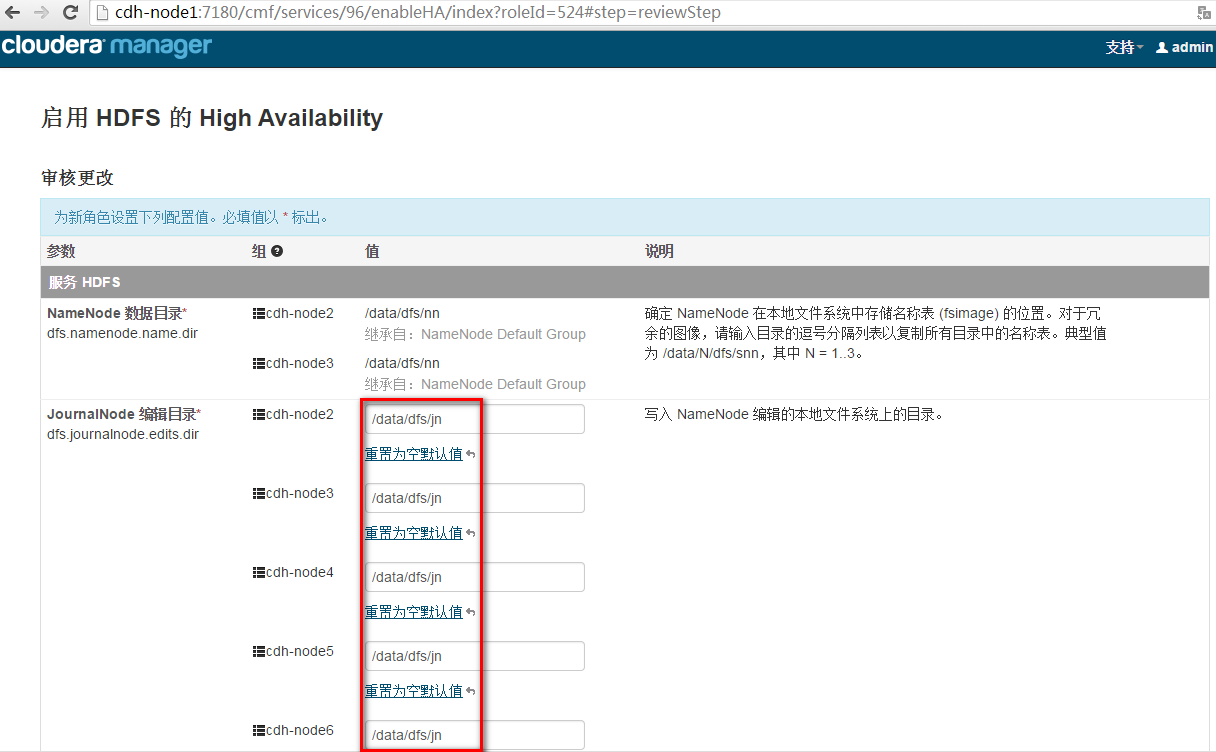 cdh-node1:7180/cmf/services/96/enableHA/index?roleId=524#step=reviewStep
cloudera manager 支持 admin
启用 HDFS 的 High Availability
审核更改
为新角色设置下列配置值。必填值以 * 标出。
参数 组 值 说明
服务 HDFS
NameNode 数据目录* cdh-node2 /data/dfs/nn 确定 NameNode 在本地文件系统中存储名称表 (fsimage) 的位置。对于冗
dfs.namenode.name.dir 继承自：NameNode Default Group 余的图像，请输入目录的逗号分隔列表以复制所有目录中的名称表。典型值
为 /data/N/dfs/snn，其中 N = 1..3。
cdh-node3 /data/dfs/nn
继承自：NameNode Default Group
JournalNode 编辑目录* cdh-node2 /data/dfs/jn 写入 NameNode 编辑的本地文件系统上的目录。
dfs.journalnode.edits.dir
重置为空默认值
cdh-node3 /data/dfs/jn
重置为空默认值
cdh-node4 /data/dfs/jn
重置为空默认值
cdh-node5 /data/dfs/jn
重置为空默认值
cdh-node6 /data/dfs/jn